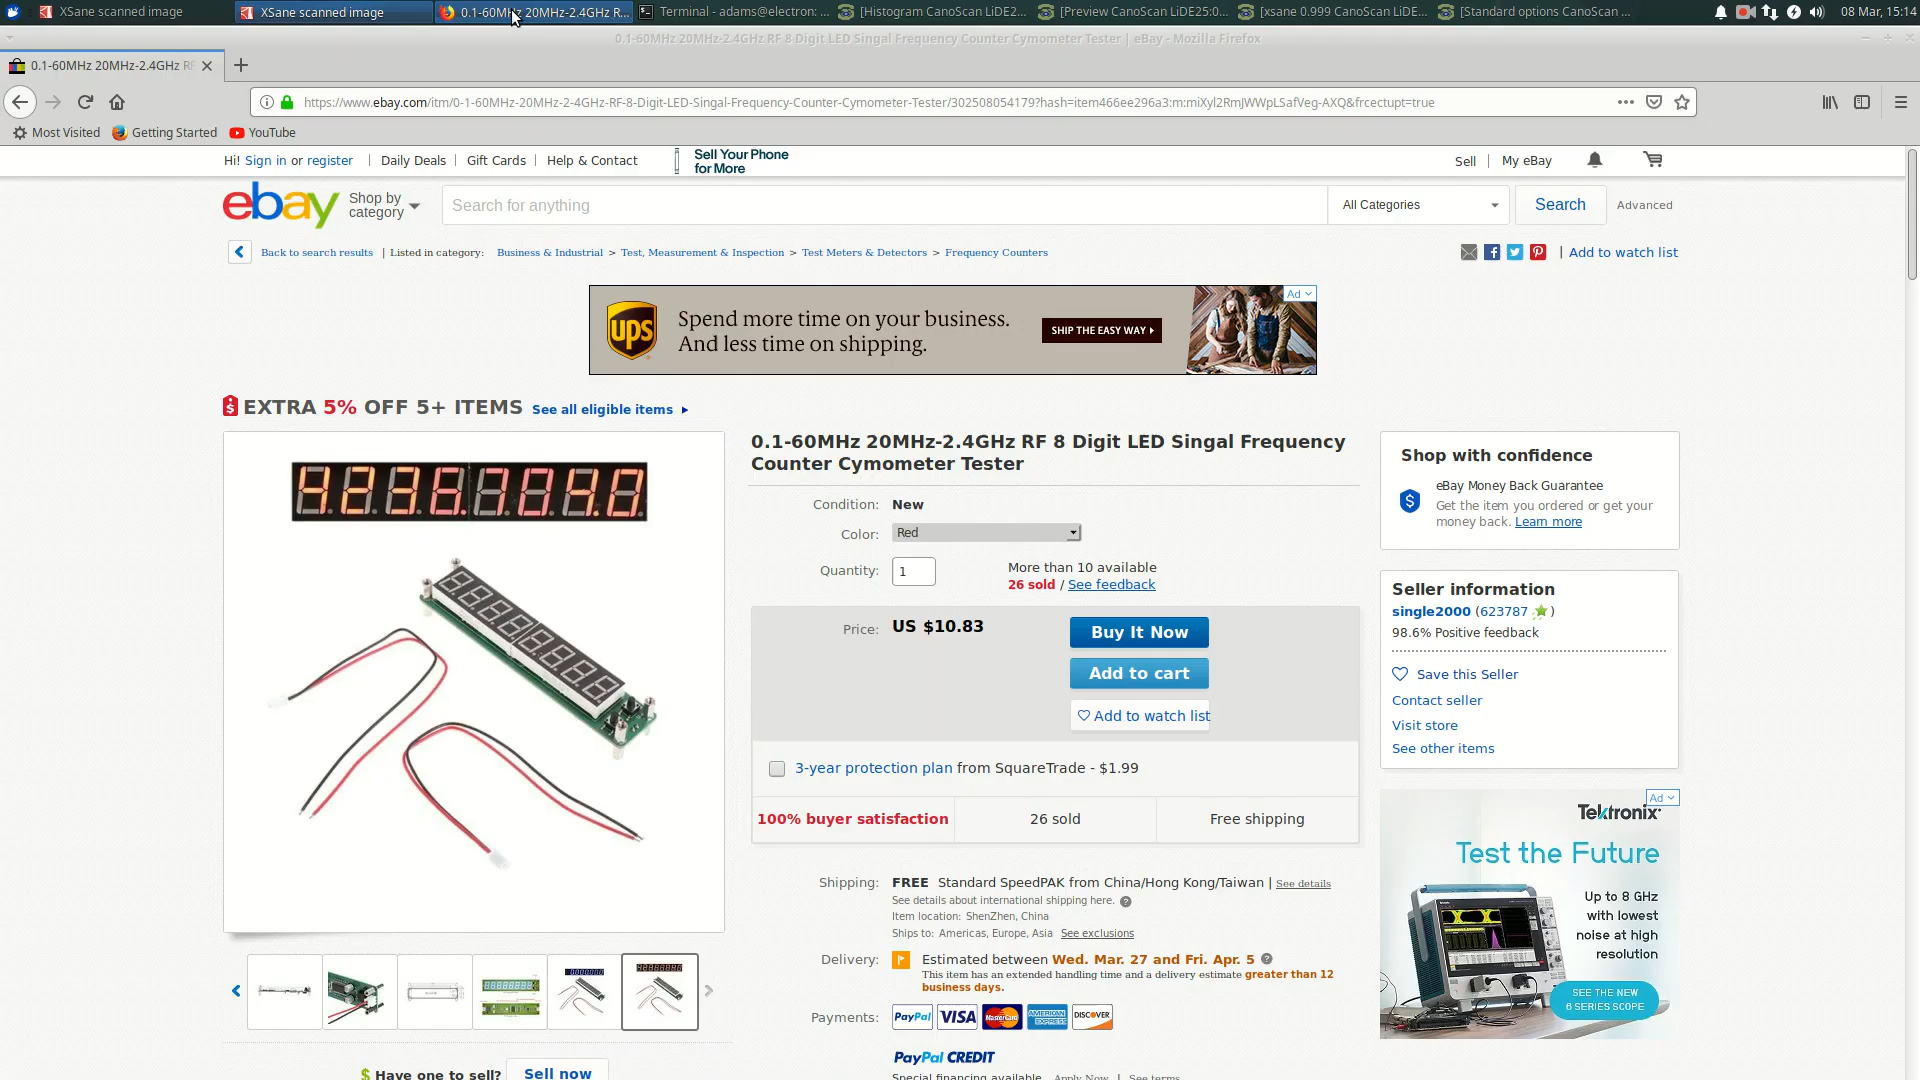 XSane scanned image
XSane scanned image
0.1-60MHz 20MHz-2.4GHz R...
Terminal - adams@electron: ...
[Histogram CanoScan LiDE2...
[Preview CanoScan LiDE25:0...
[xsane 0.999 CanoScan LiDE...
[Standard options CanoScan ...
08 Mar, 15:14
0.1-60MHz 20MHz-2.4GHz RF 8 Digit LED Singal Frequency Counter Cymometer Tester | eBay - Mozilla Firefox
0.1-60MHz 20MHz-2.4GHz RF
https://www.ebay.com/itm/0-1-60MHz-20MHz-2-4GHz-RF-8-Digit-LED-Singal-Frequency-Counter-Cymometer-Tester/302508054179?hash=item466ee296a3:m:miXyl2RmJWWpLSafVeg-AXQ&frcectupt=true
Most Visited Getting Started YouTube
Hi! Sign in or register | Daily Deals | Gift Cards | Help & Contact
Sell Your Phone
for More
Sell | My eBay
ebay
Shop by
category
Search for anything
All Categories
Search
Advanced
Back to search results | Listed in category: Business & Industrial > Test, Measurement & Inspection > Test Meters & Detectors > Frequency Counters
| Add to watch list
ups
Spend more time on your business.
And less time on shipping.
SHIP THE EASY WAY
Ad
EXTRA 5% OFF 5+ ITEMS See all eligible items
0.1-60MHz 20MHz-2.4GHz RF 8 Digit LED Singal Frequency
Counter Cymometer Tester
Condition: New
Color: Red
Quantity: 1
More than 10 available
26 sold / See feedback
Price: US $10.83
Buy It Now
Add to cart
Add to watch list
3-year protection plan from SquareTrade - $1.99
100% buyer satisfaction
26 sold
Free shipping
Shipping: FREE Standard SpeedPAK from China/Hong Kong/Taiwan | See details
See details about international shipping here.
Item location: ShenZhen, China
Ships to: Americas, Europe, Asia See exclusions
Delivery: Estimated between Wed. Mar. 27 and Fri. Apr. 5
This item has an extended handling time and a delivery estimate greater than 12
business days.
Payments: PayPal VISA MasterCard AMERICAN EXPRESS DISCOVER
PayPal CREDIT
Special financing available. Apply Now | See terms
Shop with confidence
eBay Money Back Guarantee
Get the item you ordered or get your
money back. Learn more
Seller information
single2000 (623787 )
98.6% Positive feedback
Save this Seller
Contact seller
Visit store
See other items
Ad
Tektronix
Test the Future
Up to 8 GHz
with lowest
noise at high
resolution
SEE THE NEW
6 SERIES SCOPE
$ Have one to sell? Sell now